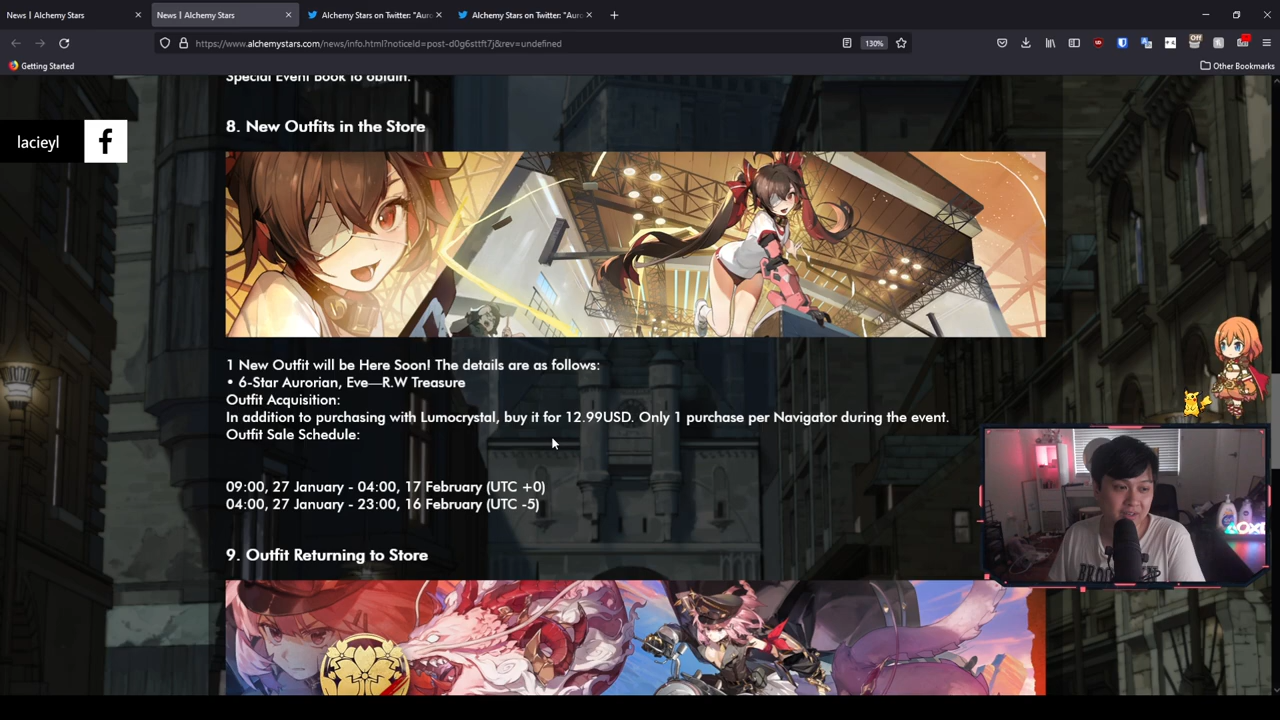 News | Alchemy Stars
News | Alchemy Stars
Alchemy Stars on Twitter: "Auro
Alchemy Stars on Twitter: "Auro
https://www.alchemystars.com/news/info.html?noticeId=post-d0g6sttft7j&rev=undefined
130%
Off
Getting Started
Other Bookmarks
Special Event Book to obtain.
8. New Outfits in the Store
lacieyl
1 New Outfit will be Here Soon! The details are as follows:
• 6-Star Aurorian, Eve—R.W Treasure
Outfit Acquisition:
In addition to purchasing with Lumocrystal, buy it for 12.99USD. Only 1 purchase per Navigator during the event.
Outfit Sale Schedule:
09:00, 27 January - 04:00, 17 February (UTC +0)
04:00, 27 January - 23:00, 16 February (UTC -5)
9. Outfit Returning to Store